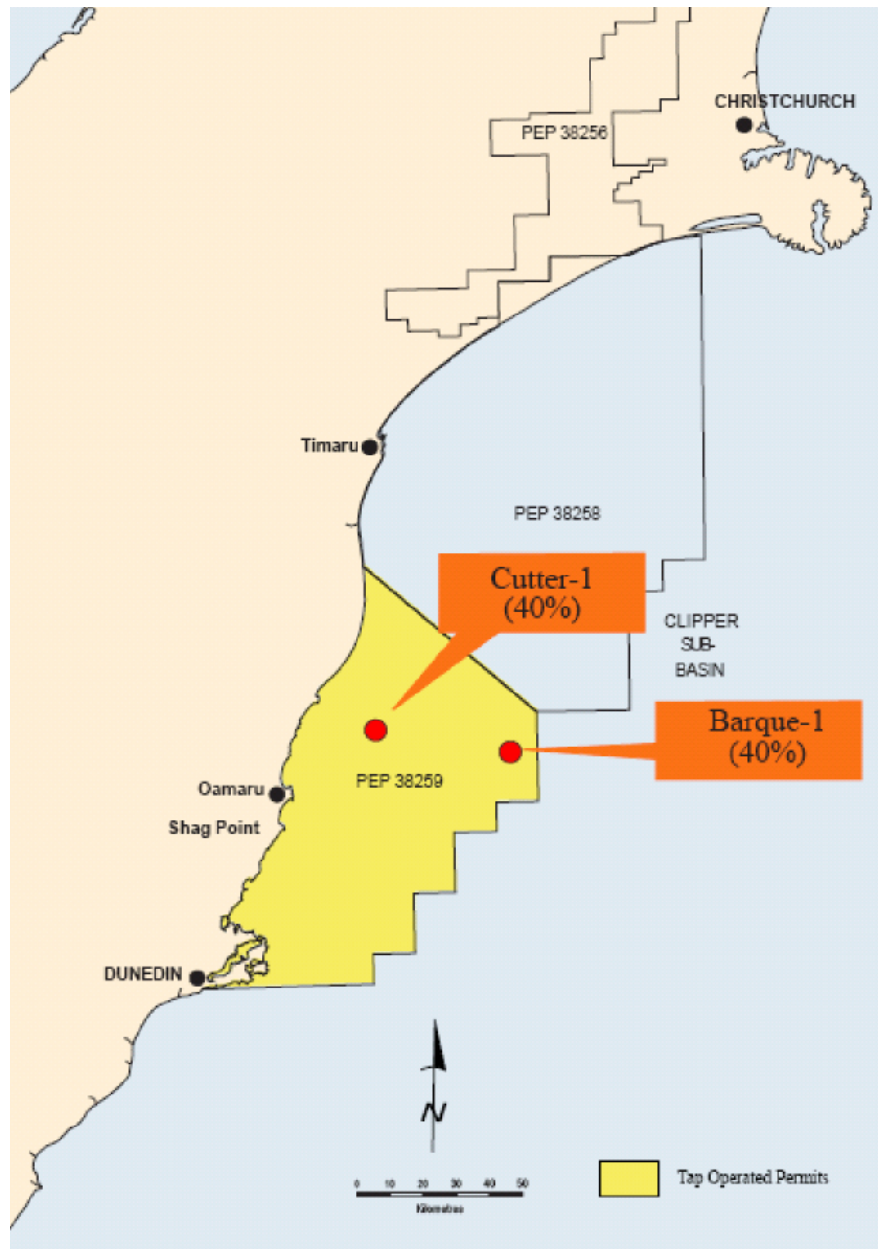 CHRISTCHURCH
PEP 38256
Timaru
PEP 38258
Cutter-1
(40%)
CLIPPER
SUB-
BASIN
Barque-1
(40%)
PEP 38259
Oamaru
Shag Point
DUNEDIN
N
0 10 20 30 40 50
Kilometres
Tap Operated Permits